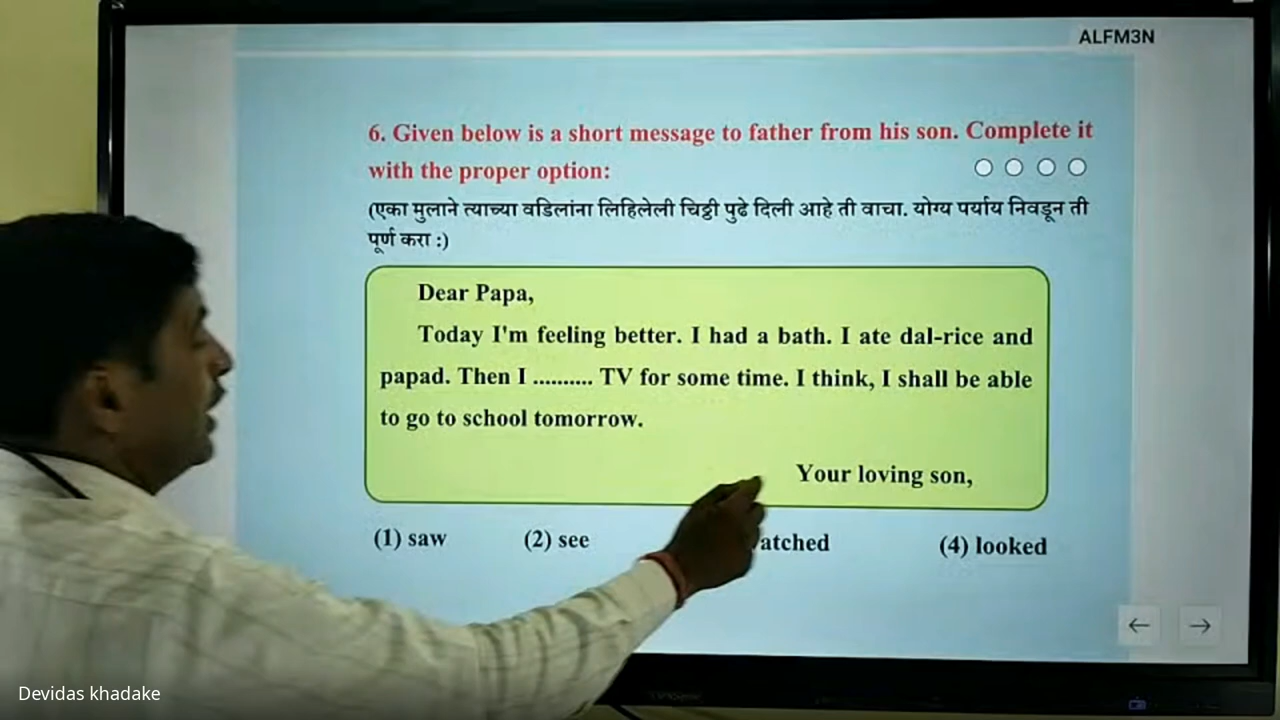 ALFM3N
6. Given below is a short message to father from his son. Complete it
with the proper option:
(एका मुलाने त्याच्या वडिलांना लिहिलेली चिठ्ठी पुढे दिली आहे ती वाचा. योग्य पर्याय निवडून ती
पूर्ण करा :)
Dear Papa,
Today I'm feeling better. I had a bath. I ate dal-rice and
papad. Then I .......... TV for some time. I think, I shall be able
to go to school tomorrow.
Your loving son,
(1) saw (2) see atched (4) looked
Devidas khadake